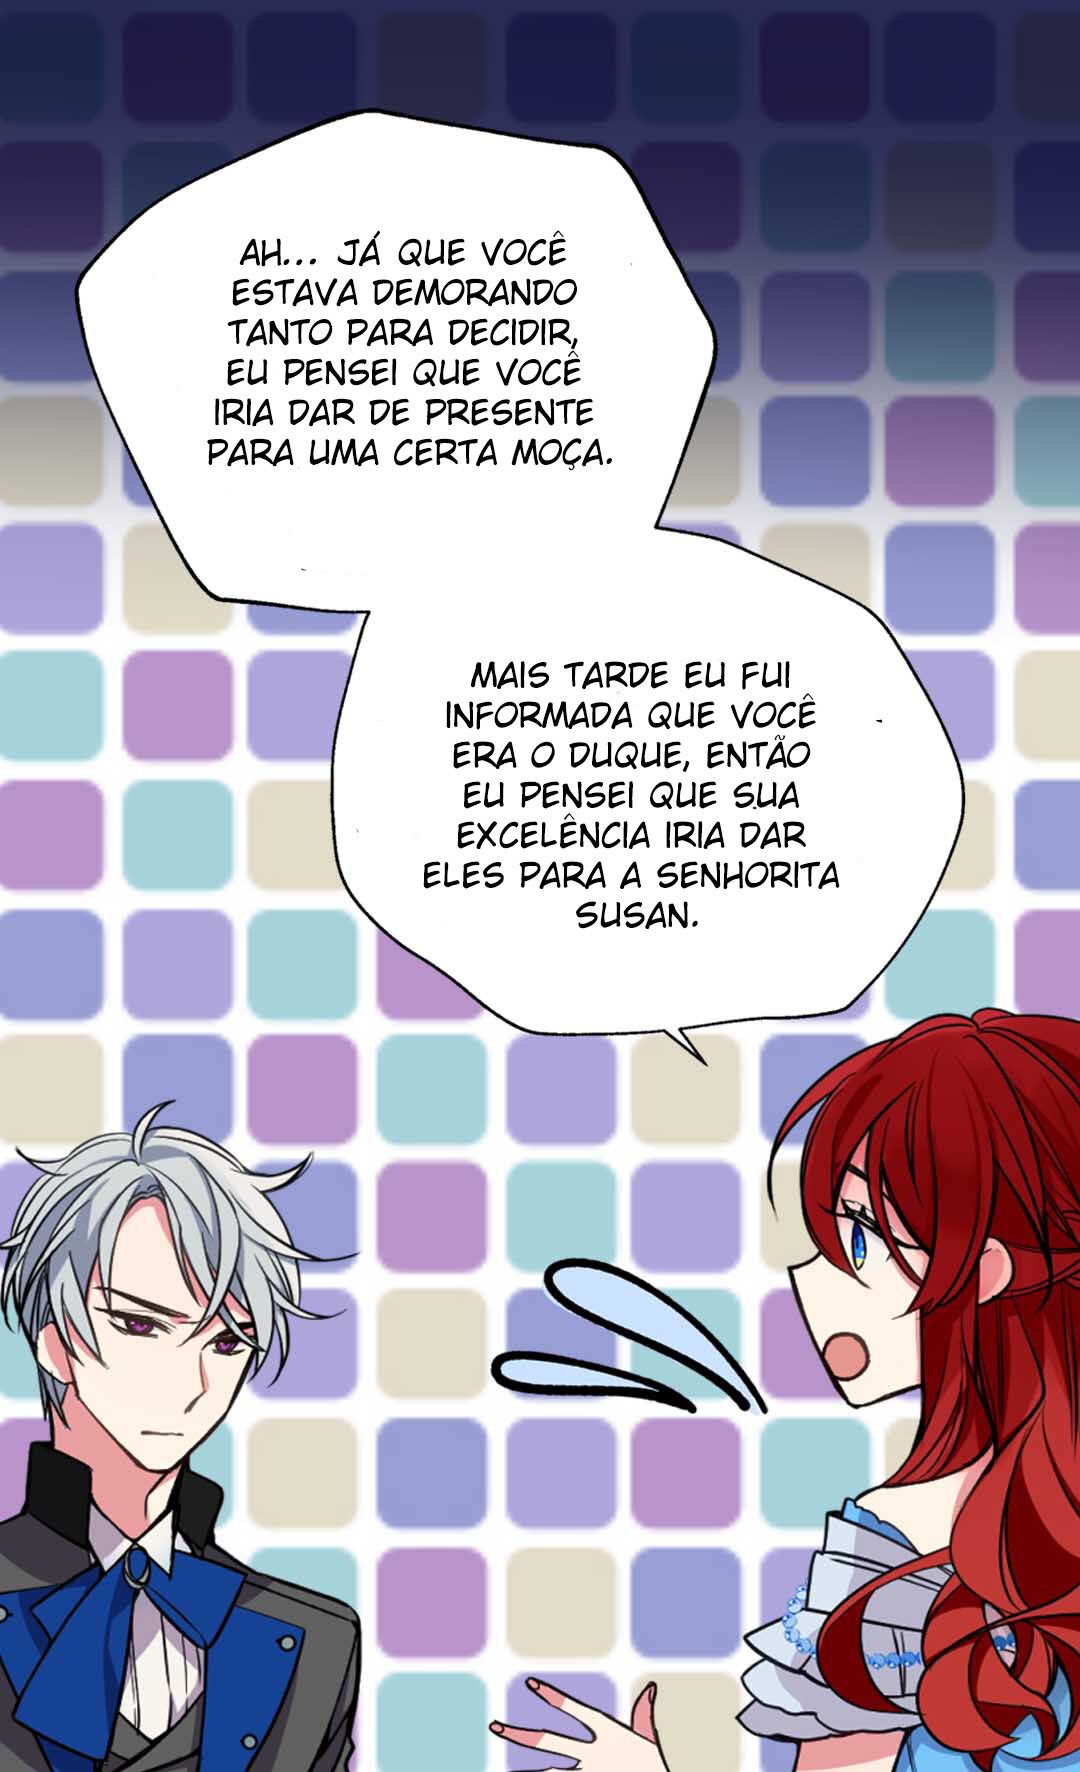 AH... JÁ QUE VOCÊ
ESTAVA DEMORANDO
TANTO PARA DECIDIR,
EU PENSEI QUE VOCÊ
IRIA DAR DE PRESENTE
PARA UMA CERTA MOÇA.
MAIS TARDE EU FUI
INFORMADA QUE VOCÊ
ERA O DUQUE, ENTÃO
EU PENSEI QUE SUA
EXCELÊNCIA IRIA DAR
ELES PARA A SENHORITA
SUSAN.